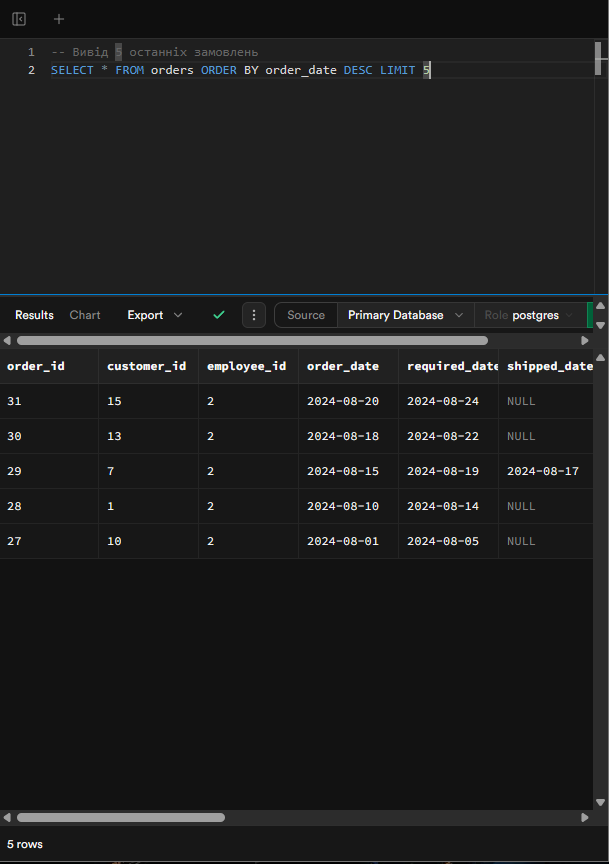 1 -- Вивід 5 останніх замовлень
2 SELECT * FROM orders ORDER BY order_date DESC LIMIT 5
Results Chart Export Source Primary Database Role postgres
order_id customer_id employee_id order_date required_date shipped_date
31 15 2 2024-08-20 2024-08-24 NULL
30 13 2 2024-08-18 2024-08-22 NULL
29 7 2 2024-08-15 2024-08-19 2024-08-17
28 1 2 2024-08-10 2024-08-14 NULL
27 10 2 2024-08-01 2024-08-05 NULL
5 rows